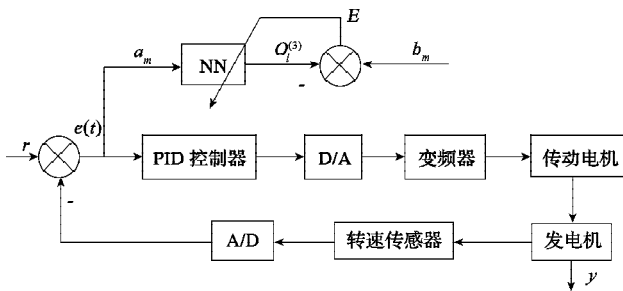 E
a_m
NN
O_l^(3)
b_m
-
e(t)
r
PID 控制器
D/A
变频器
传动电机
-
A/D
转速传感器
发电机
y